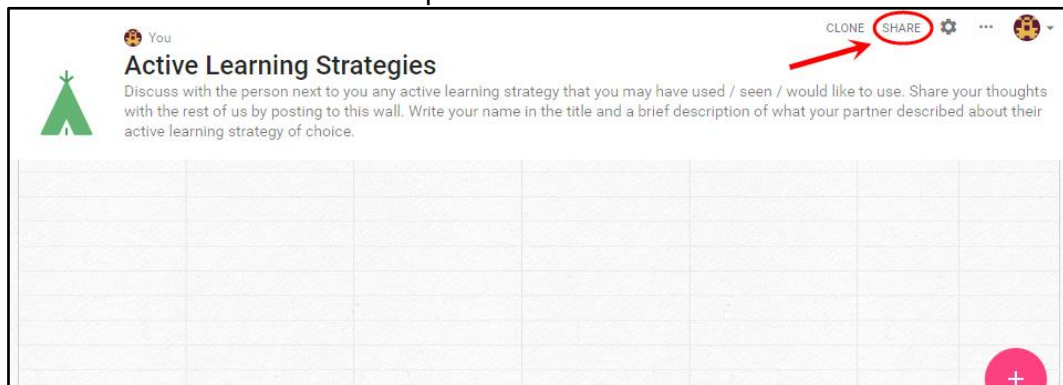 You
CLONE SHARE
Active Learning Strategies
Discuss with the person next to you any active learning strategy that you may have used / seen / would like to use. Share your thoughts
with the rest of us by posting to this wall. Write your name in the title and a brief description of what your partner described about their
active learning strategy of choice.